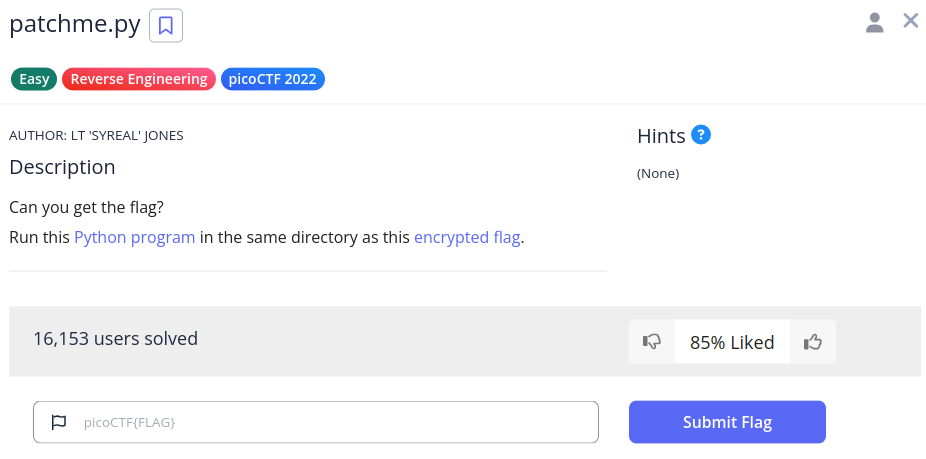 patchme.py
Easy Reverse Engineering picoCTF 2022
AUTHOR: LT 'SYREAL' JONES
Description
Can you get the flag?
Run this Python program in the same directory as this encrypted flag.
Hints ?
(None)
16,153 users solved
85% Liked
picoCTF{FLAG}
Submit Flag